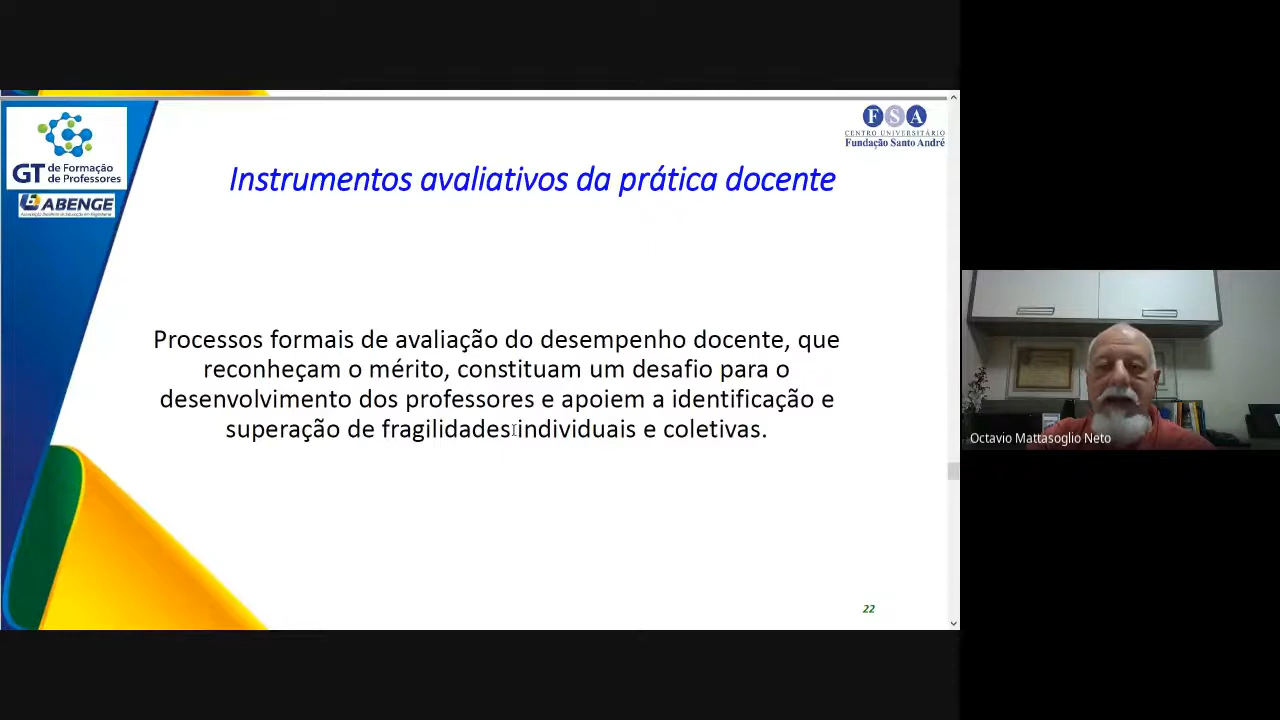 GT de Formação
de Professores
ABENGE
FSA
CENTRO UNIVERSITÁRIO
Fundação Santo André
Instrumentos avaliativos da prática docente
Processos formais de avaliação do desempenho docente, que
reconheçam o mérito, constituam um desafio para o
desenvolvimento dos professores e apoiem a identificação e
superação de fragilidades individuais e coletivas.
22
Octavio Mattasoglio Neto